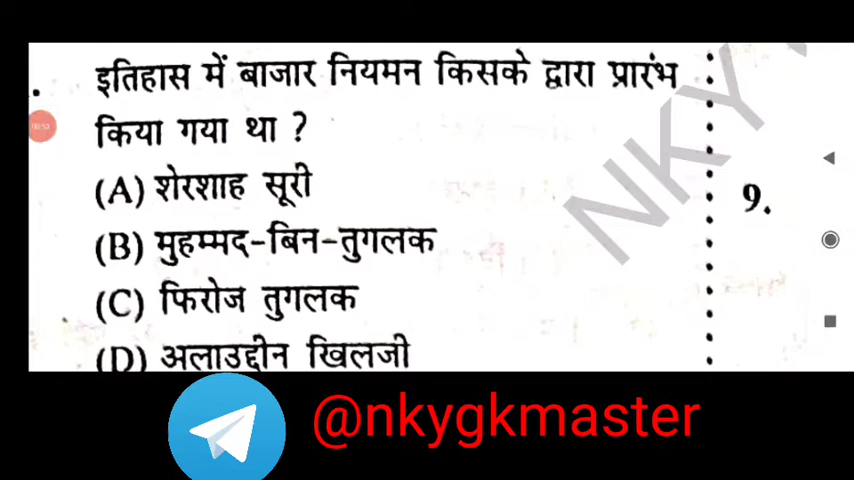 . इतिहास में बाजार नियमन किसके द्वारा प्रारंभ
किया गया था ?
(A) शेरशाह सूरी
(B) मुहम्मद-बिन-तुगलक
(C) फिरोज तुगलक
(D) अलाउद्दीन खिलजी
9.
NKY
@nkygkmaster